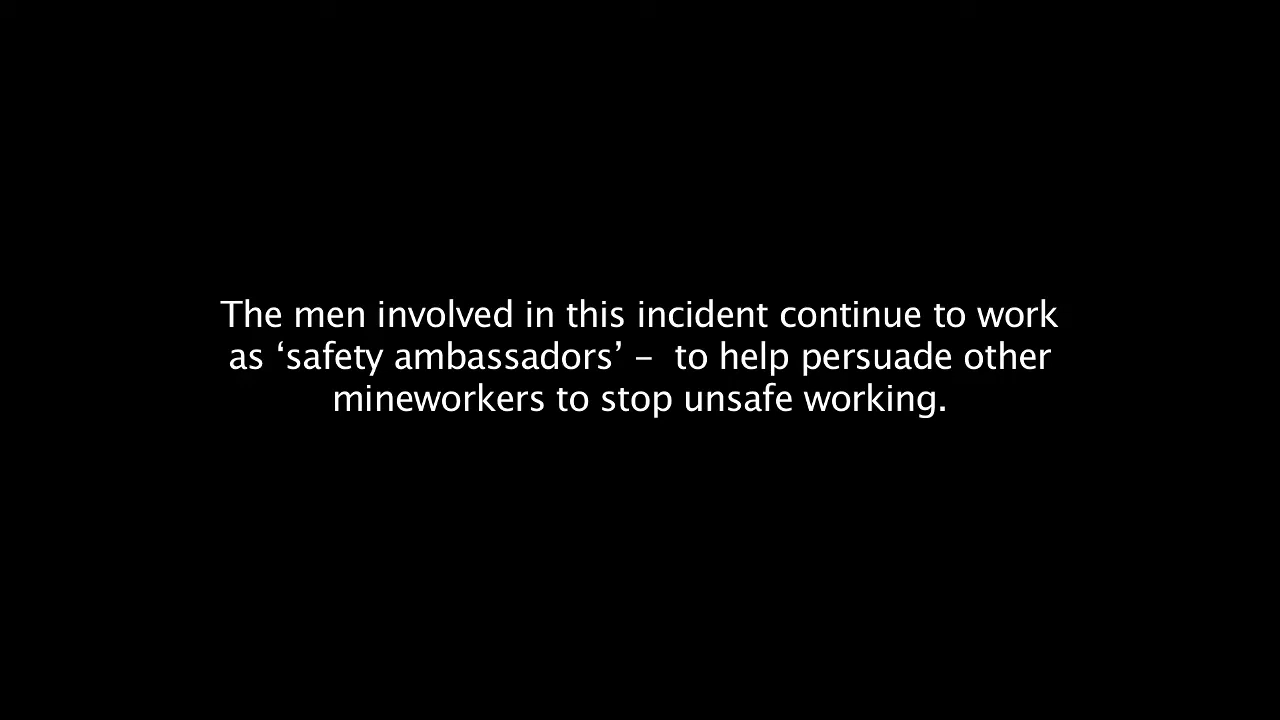 The men involved in this incident continue to work
as ‘safety ambassadors’ –  to help persuade other
mineworkers to stop unsafe working.